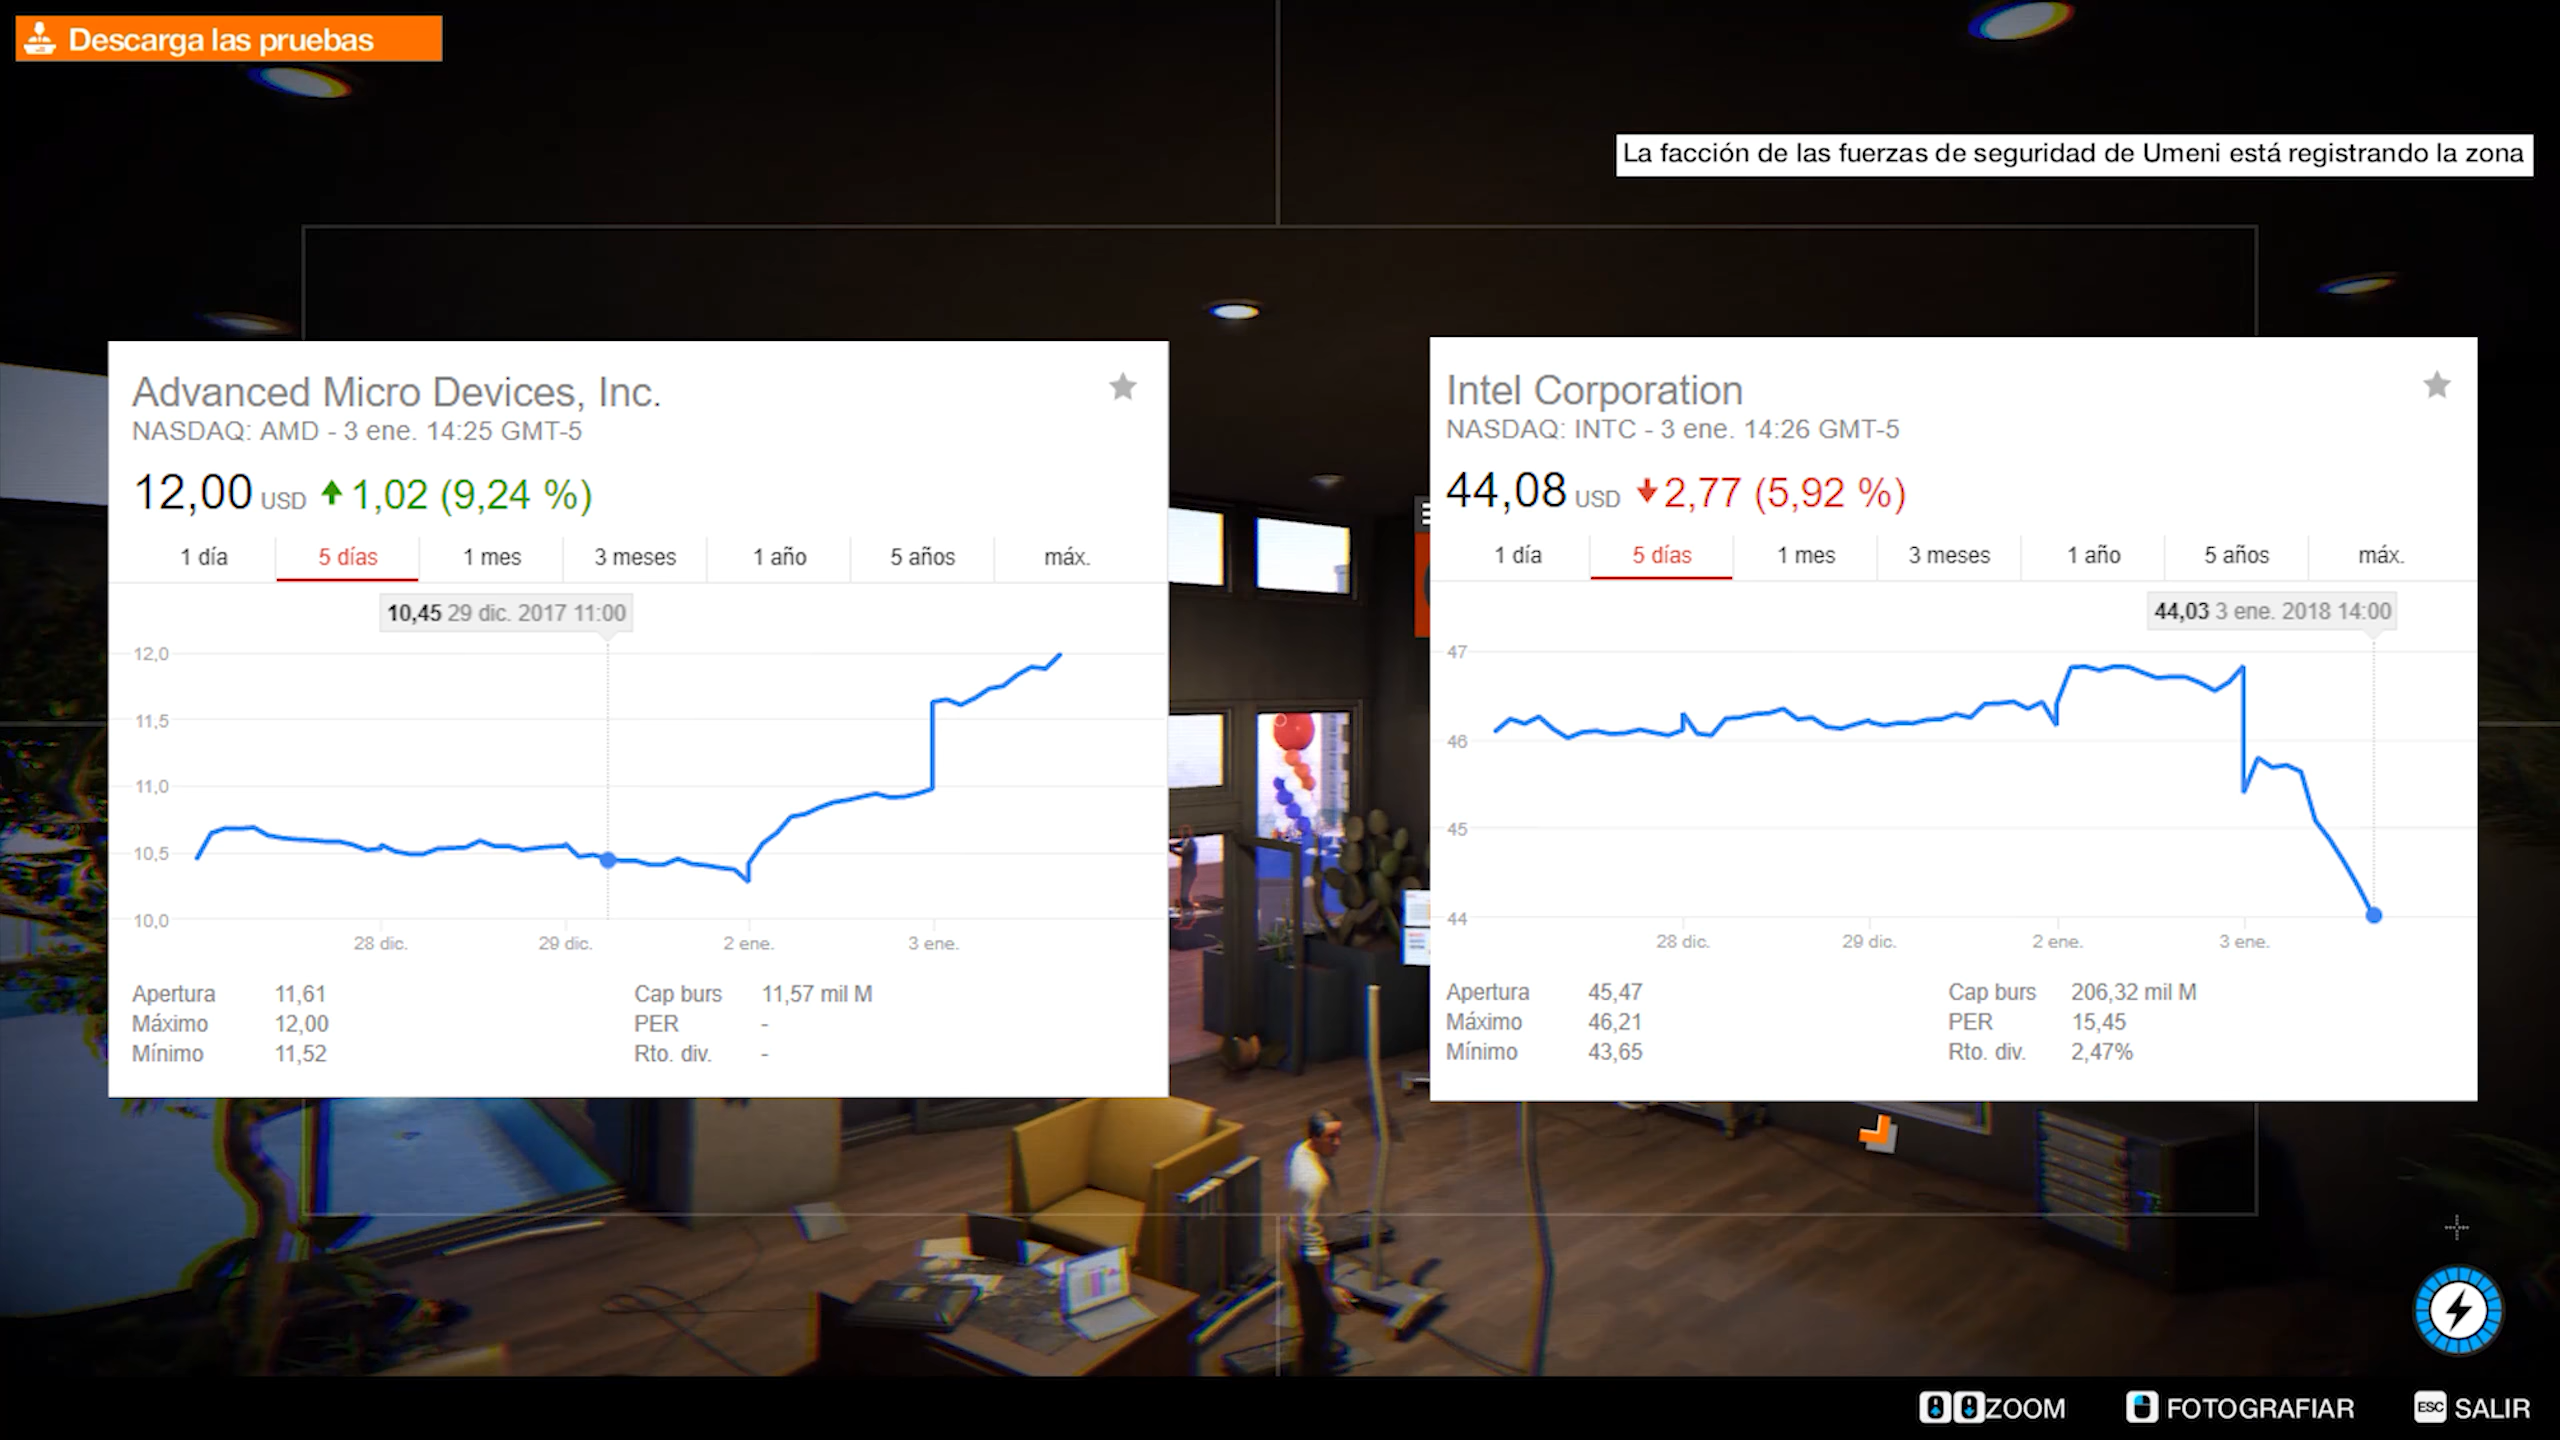 Descarga las pruebas
La facción de las fuerzas de seguridad de Umeni está registrando la zona
Advanced Micro Devices, Inc.
NASDAQ: AMD - 3 ene. 14:25 GMT-5
12,00 USD 1,02 (9,24 %)
1 día 5 días 1 mes 3 meses 1 año 5 años máx.
10,45 29 dic. 2017 11:00
12,0
11,5
11,0
10,5
10,0
28 dic. 29 dic. 2 ene. 3 ene.
Apertura 11,61 Cap burs 11,57 mil M
Máximo 12,00 PER -
Mínimo 11,52 Rto. div. -
Intel Corporation
NASDAQ: INTC - 3 ene. 14:26 GMT-5
44,08 USD 2,77 (5,92 %)
1 día 5 días 1 mes 3 meses 1 año 5 años máx.
44,03 3 ene. 2018 14:00
47
46
45
44
28 dic. 29 dic. 2 ene. 3 ene.
Apertura 45,47 Cap burs 206,32 mil M
Máximo 46,21 PER 15,45
Mínimo 43,65 Rto. div. 2,47%
ZOOM FOTOGRAFIAR ESC SALIR